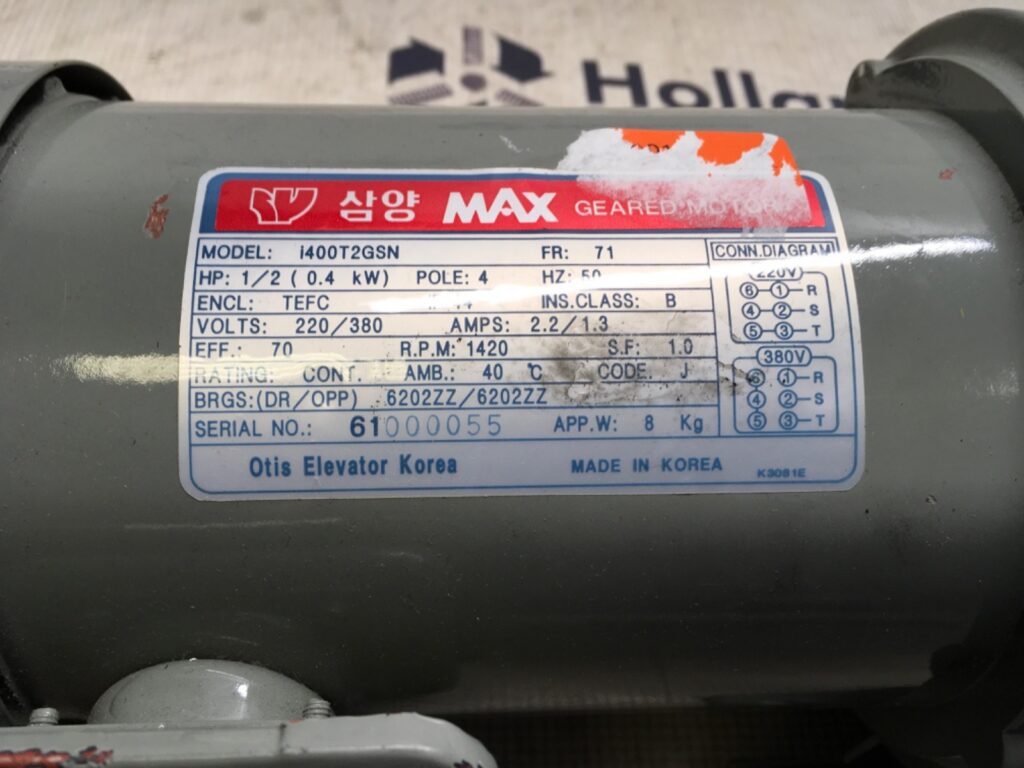 삼양 MAX GEARED MOTOR
MODEL: i400T2GSN FR: 71
HP: 1/2 ( 0.4 kW) POLE: 4 HZ: 50
ENCL: TEFC INS.CLASS: B
VOLTS: 220/380 AMPS: 2.2/1.3
EFF.: 70 R.P.M: 1420 S.F: 1.0
RATING: CONT. AMB.: 40 ℃ CODE. J
BRGS:(DR/OPP) 6202ZZ/6202ZZ
SERIAL NO.: 61000055 APP.W: 8 Kg
CONN.DIAGRAM
220V
⑥ ① R
④ ② S
⑤ ③ T
380V
⑥ ① R
④ ② S
⑤ ③ T
Otis Elevator Korea MADE IN KOREA K3081E